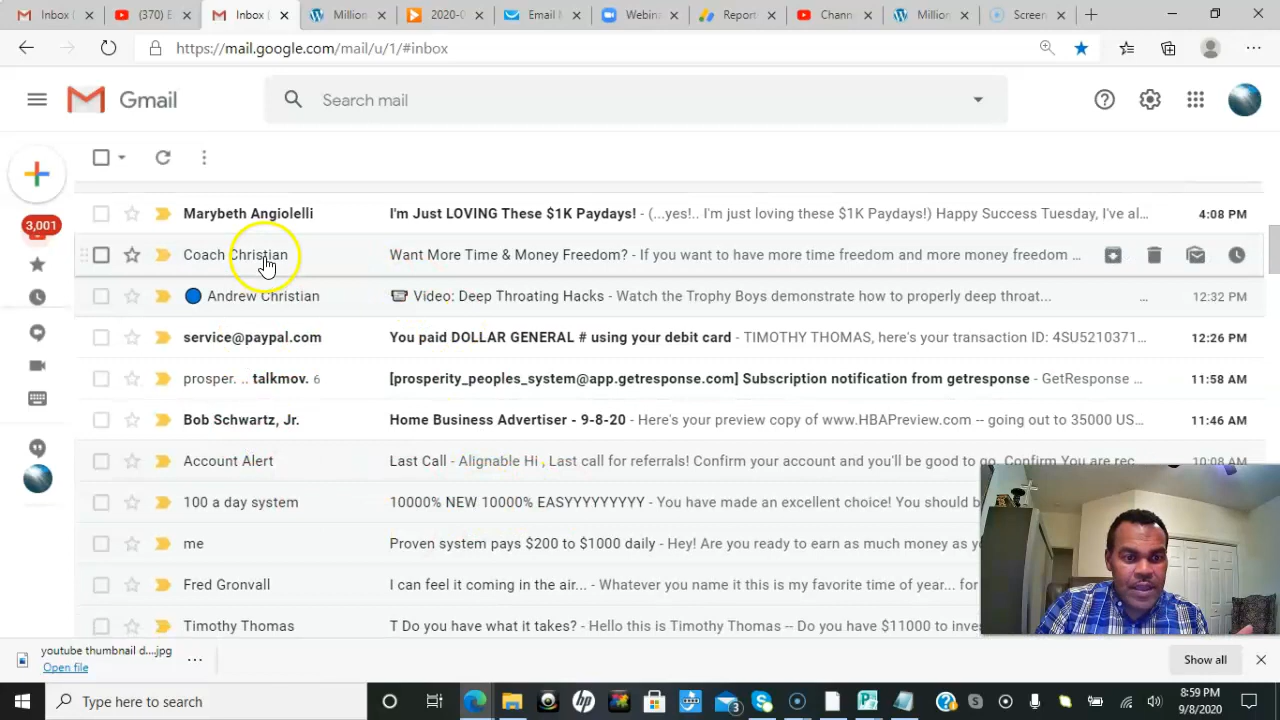 Inbox (
(370) E
Inbox (
Million
2020-0
Email M
Webina
Report
Chann
Million
Screen
https://mail.google.com/mail/u/1/#inbox
Gmail
Search mail
3,001
Marybeth Angiolelli I'm Just LOVING These $1K Paydays! - (...yes!.. I'm just loving these $1K Paydays!) Happy Success Tuesday, I've al... 4:08 PM
Coach Christian Want More Time & Money Freedom? - If you want to have more time freedom and more money freedom ...
Andrew Christian Video: Deep Throating Hacks - Watch the Trophy Boys demonstrate how to properly deep throat... ... 12:32 PM
service@paypal.com You paid DOLLAR GENERAL # using your debit card - TIMOTHY THOMAS, here's your transaction ID: 4SU5210371... 12:26 PM
prosper. .. talkmov. 6 [prosperity_peoples_system@app.getresponse.com] Subscription notification from getresponse - GetResponse ... 11:58 AM
Bob Schwartz, Jr. Home Business Advertiser - 9-8-20 - Here's your preview copy of www.HBAPreview.com -- going out to 35000 US... 11:46 AM
Account Alert Last Call - Alignable Hi , Last call for referrals! Confirm your account and you'll be good to go. Confirm You are rec 10:08 AM
100 a day system 10000% NEW 10000% EASYYYYYYYYY - You have made an excellent choice! You should b
me Proven system pays $200 to $1000 daily - Hey! Are you ready to earn as much money as y
Fred Gronvall I can feel it coming in the air... - Whatever you name it this is my favorite time of year... fo
Timothy Thomas T Do you have what it takes? - Hello this is Timothy Thomas -- Do you have $11000 to inves
youtube thumbnail d....jpg
Open file
Show all
Type here to search
3
8:59 PM
9/8/2020